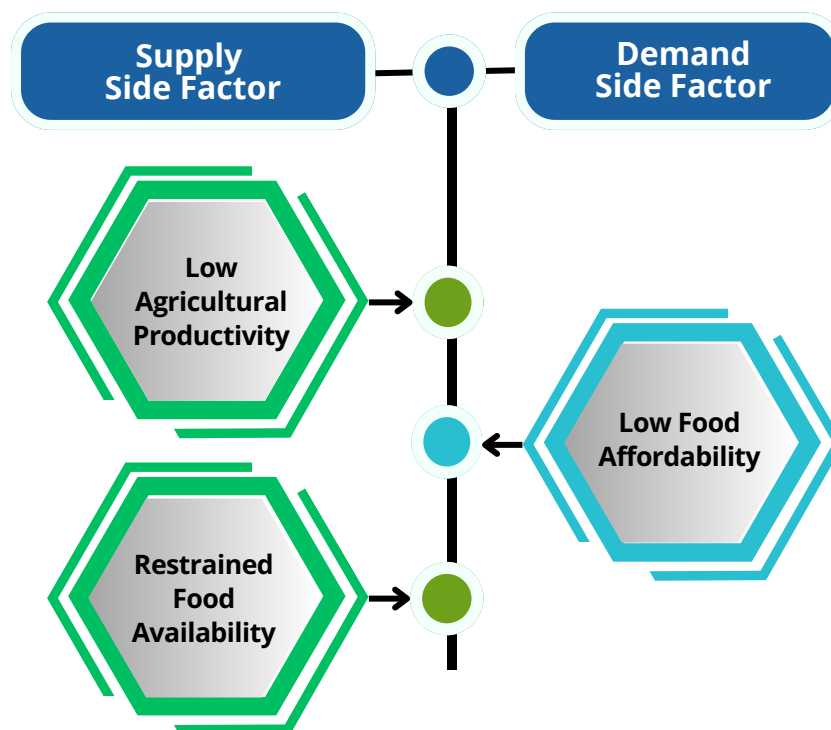 Supply
Side Factor
Demand
Side Factor
Low
Agricultural
Productivity
Low Food
Affordability
Restrained
Food
Availability